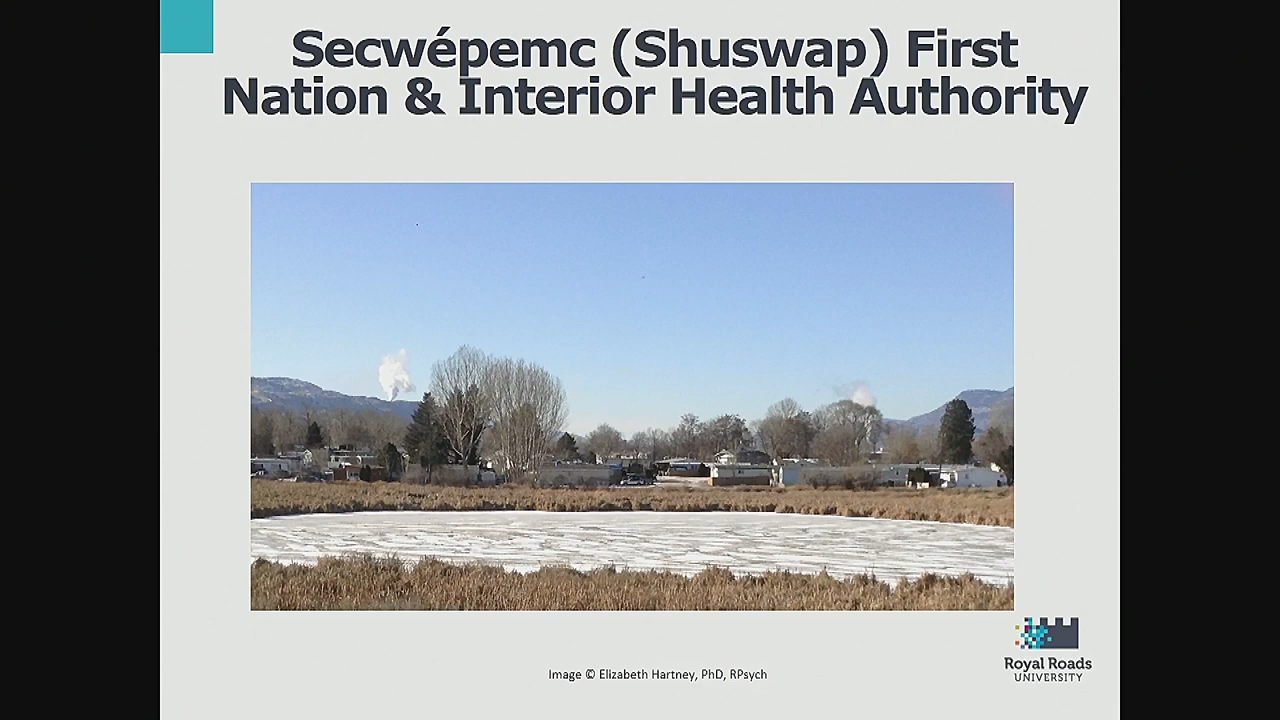 Secwépemc (Shuswap) First
Nation & Interior Health Authority
Royal Roads
UNIVERSITY
Image © Elizabeth Hartney, PhD, RPsych